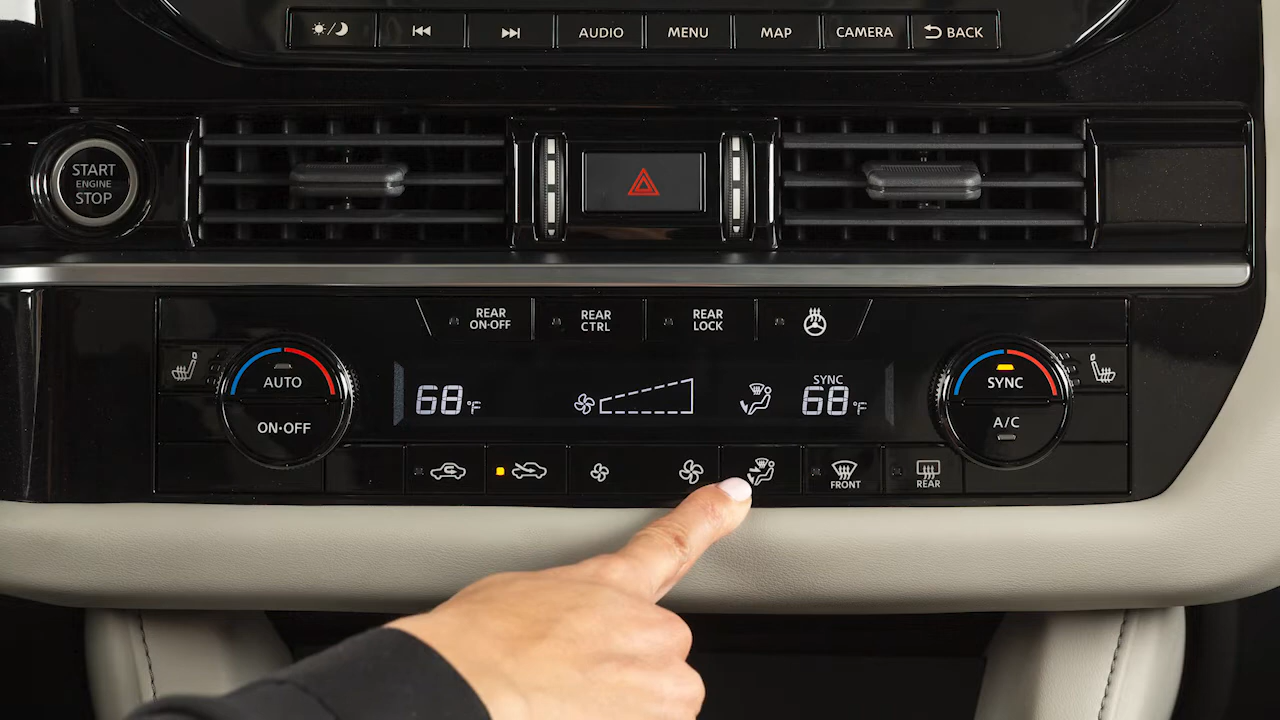 AUDIO
MENU
MAP
CAMERA
BACK
START
ENGINE
STOP
REAR
ON·OFF
REAR
CTRL
REAR
LOCK
AUTO
ON·OFF
68°F
SYNC
68°F
SYNC
A/C
FRONT
REAR